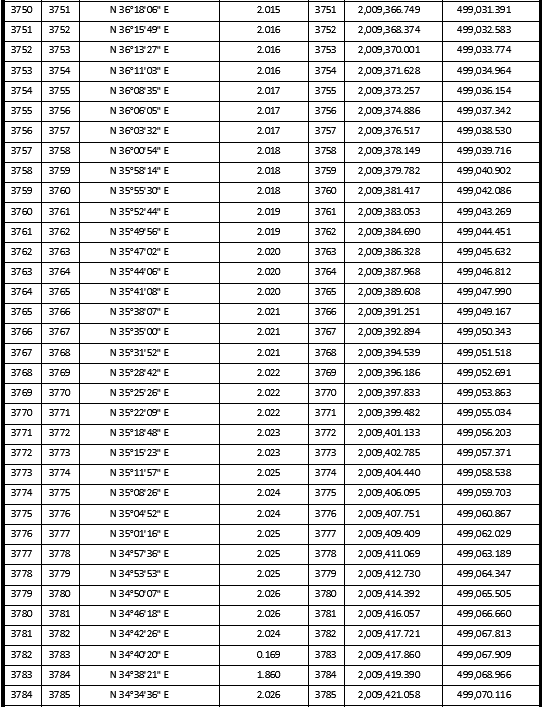 3750 3751 N 36°18'06" E 2.015 3751 2,009,366.749 499,031.391
3751 3752 N 36°15'49" E 2.016 3752 2,009,368.374 499,032.583
3752 3753 N 36°13'27" E 2.016 3753 2,009,370.001 499,033.774
3753 3754 N 36°11'03" E 2.016 3754 2,009,371.628 499,034.964
3754 3755 N 36°08'35" E 2.017 3755 2,009,373.257 499,036.154
3755 3756 N 36°06'05" E 2.017 3756 2,009,374.886 499,037.342
3756 3757 N 36°03'32" E 2.017 3757 2,009,376.517 499,038.530
3757 3758 N 36°00'54" E 2.018 3758 2,009,378.149 499,039.716
3758 3759 N 35°58'14" E 2.018 3759 2,009,379.782 499,040.902
3759 3760 N 35°55'30" E 2.018 3760 2,009,381.417 499,042.086
3760 3761 N 35°52'44" E 2.019 3761 2,009,383.053 499,043.269
3761 3762 N 35°49'56" E 2.019 3762 2,009,384.690 499,044.451
3762 3763 N 35°47'02" E 2.020 3763 2,009,386.328 499,045.632
3763 3764 N 35°44'06" E 2.020 3764 2,009,387.968 499,046.812
3764 3765 N 35°41'08" E 2.020 3765 2,009,389.608 499,047.990
3765 3766 N 35°38'07" E 2.021 3766 2,009,391.251 499,049.167
3766 3767 N 35°35'00" E 2.021 3767 2,009,392.894 499,050.343
3767 3768 N 35°31'52" E 2.021 3768 2,009,394.539 499,051.518
3768 3769 N 35°28'42" E 2.022 3769 2,009,396.186 499,052.691
3769 3770 N 35°25'26" E 2.022 3770 2,009,397.833 499,053.863
3770 3771 N 35°22'09" E 2.022 3771 2,009,399.482 499,055.034
3771 3772 N 35°18'48" E 2.023 3772 2,009,401.133 499,056.203
3772 3773 N 35°15'23" E 2.023 3773 2,009,402.785 499,057.371
3773 3774 N 35°11'57" E 2.025 3774 2,009,404.440 499,058.538
3774 3775 N 35°08'26" E 2.024 3775 2,009,406.095 499,059.703
3775 3776 N 35°04'52" E 2.024 3776 2,009,407.751 499,060.867
3776 3777 N 35°01'16" E 2.025 3777 2,009,409.409 499,062.029
3777 3778 N 34°57'36" E 2.025 3778 2,009,411.069 499,063.189
3778 3779 N 34°53'53" E 2.025 3779 2,009,412.730 499,064.347
3779 3780 N 34°50'07" E 2.026 3780 2,009,414.392 499,065.505
3780 3781 N 34°46'18" E 2.026 3781 2,009,416.057 499,066.660
3781 3782 N 34°42'26" E 2.024 3782 2,009,417.721 499,067.813
3782 3783 N 34°40'20" E 0.169 3783 2,009,417.860 499,067.909
3783 3784 N 34°38'21" E 1.860 3784 2,009,419.390 499,068.966
3784 3785 N 34°34'36" E 2.026 3785 2,009,421.058 499,070.116